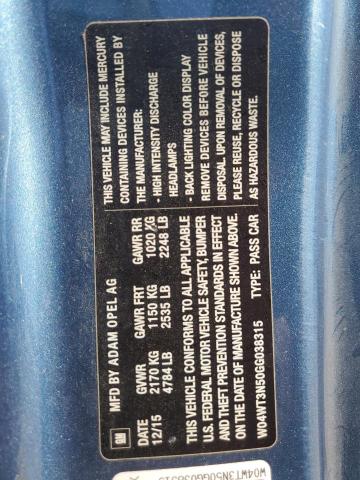 MFD BY ADAM OPEL AG
DATE GVWR GAWR FRT GAWR RR
12/15 2170 KG 1150 KG 1020 KG
4784 LB 2535 LB 2248 LB
THIS VEHICLE CONFORMS TO ALL APPLICABLE
U.S. FEDERAL MOTOR VEHICLE SAFETY, BUMPER
AND THEFT PREVENTION STANDARDS IN EFFECT
ON THE DATE OF MANUFACTURE SHOWN ABOVE.
W04WT3N50GG038315 TYPE: PASS CAR
THIS VEHICLE MAY INCLUDE MERCURY
CONTAINING DEVICES INSTALLED BY
THE MANUFACTURER:
- HIGH INTENSITY DISCHARGE
HEADLAMPS
- BACK LIGHTING COLOR DISPLAY
REMOVE DEVICES BEFORE VEHICLE
DISPOSAL. UPON REMOVAL OF DEVICES,
PLEASE REUSE, RECYCLE OR DISPOSE
AS HAZARDOUS WASTE.
GM
W04WT3N50GG038315